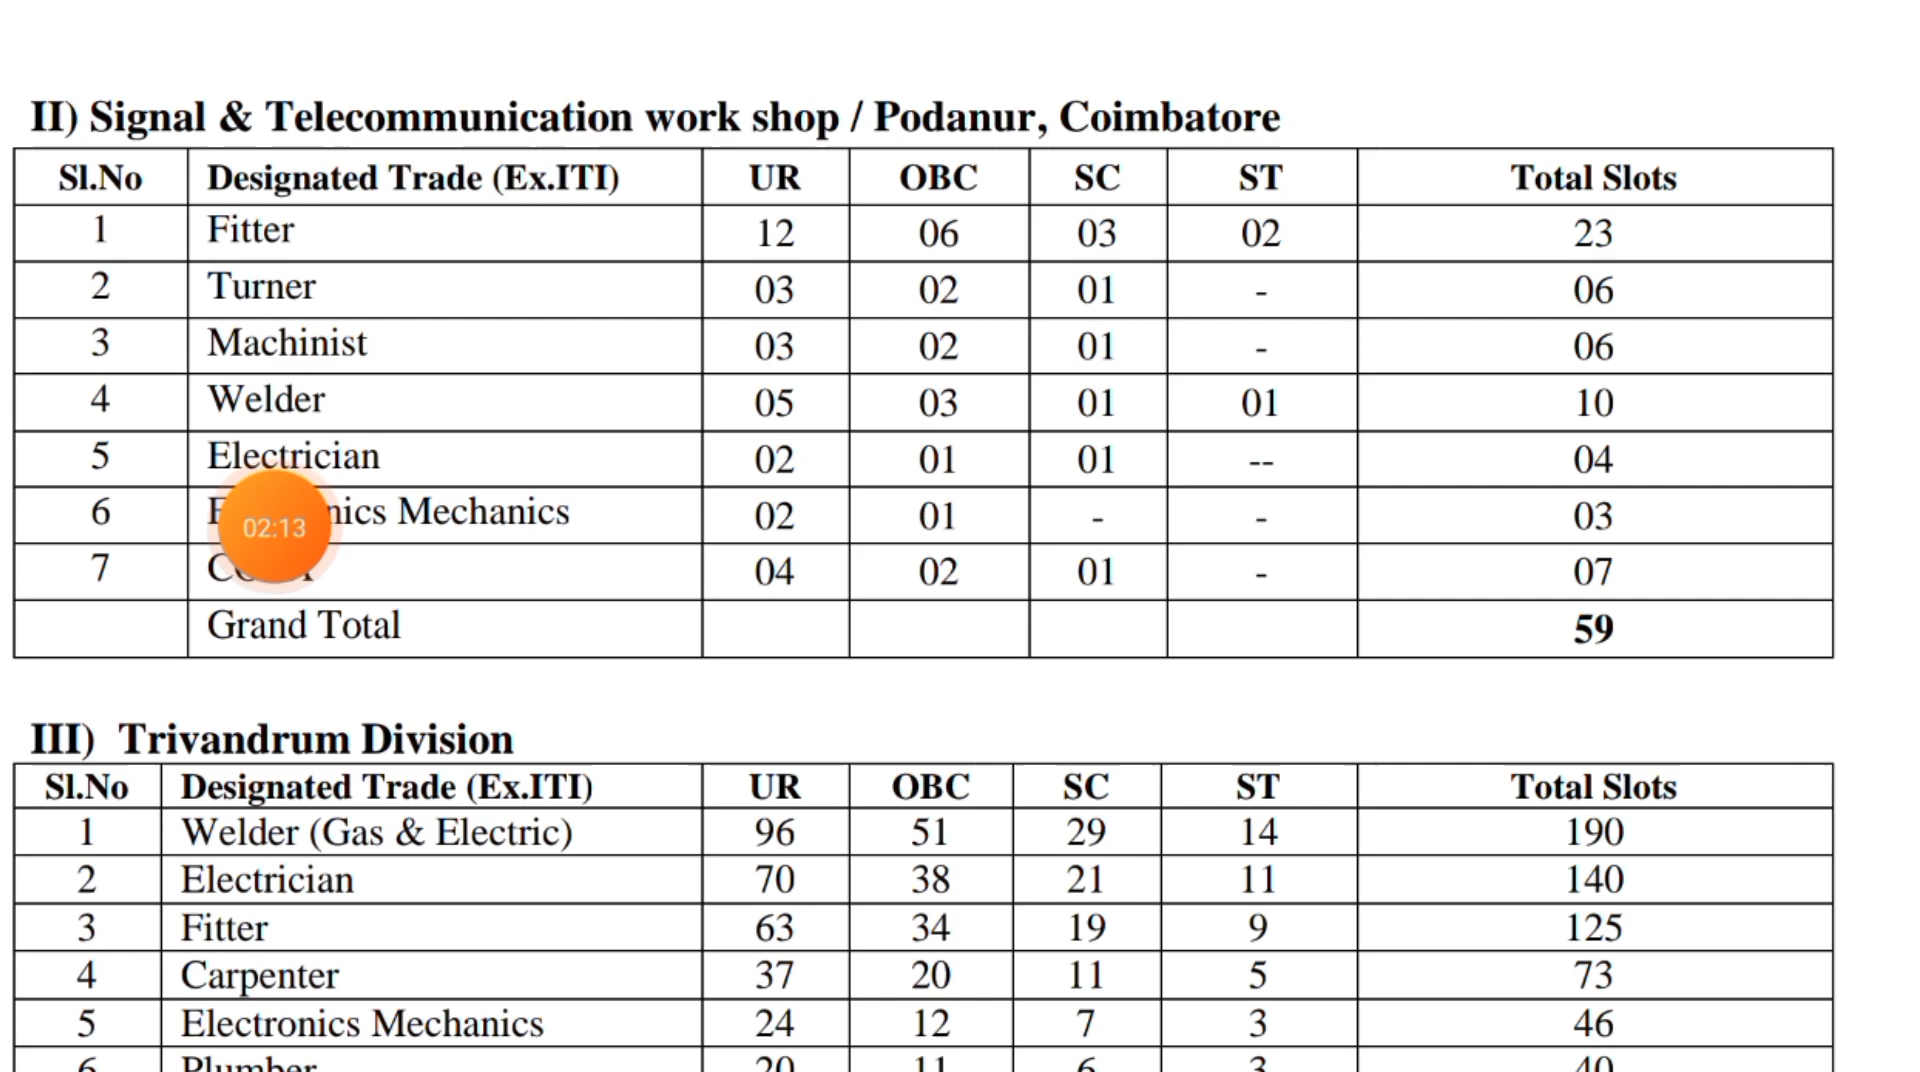 II) Signal & Telecommunication work shop / Podanur, Coimbatore
Sl.No Designated Trade (Ex.ITI) UR OBC SC ST Total Slots
1 Fitter 12 06 03 02 23
2 Turner 03 02 01 - 06
3 Machinist 03 02 01 - 06
4 Welder 05 03 01 01 10
5 Electrician 02 01 01 -- 04
6 Mechanics 02 01 - - 03
02:13
7 04 02 01 - 07
Grand Total 59
III) Trivandrum Division
Sl.No Designated Trade (Ex.ITI) UR OBC SC ST Total Slots
1 Welder (Gas & Electric) 96 51 29 14 190
2 Electrician 70 38 21 11 140
3 Fitter 63 34 19 9 125
4 Carpenter 37 20 11 5 73
5 Electronics Mechanics 24 12 7 3 46
6 Plumber 20 11 6 3 40